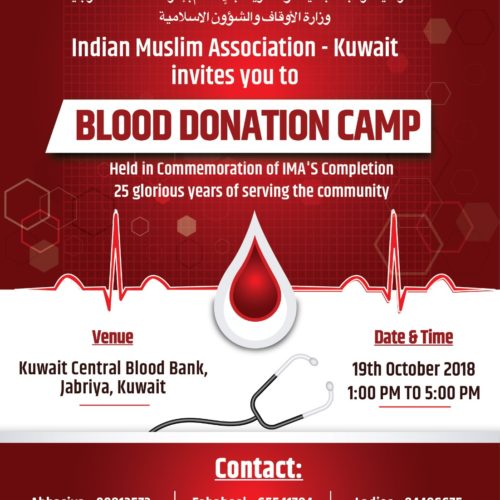 وزارة الأوقاف والشؤون الاسلامية
Indian Muslim Association - Kuwait
invites you to
BLOOD DONATION CAMP
Held in Commemoration of IMA'S Completion
25 glorious years of serving the community
Venue
Kuwait Central Blood Bank,
Jabriya, Kuwait
Date & Time
19th October 2018
1:00 PM TO 5:00 PM
Contact: